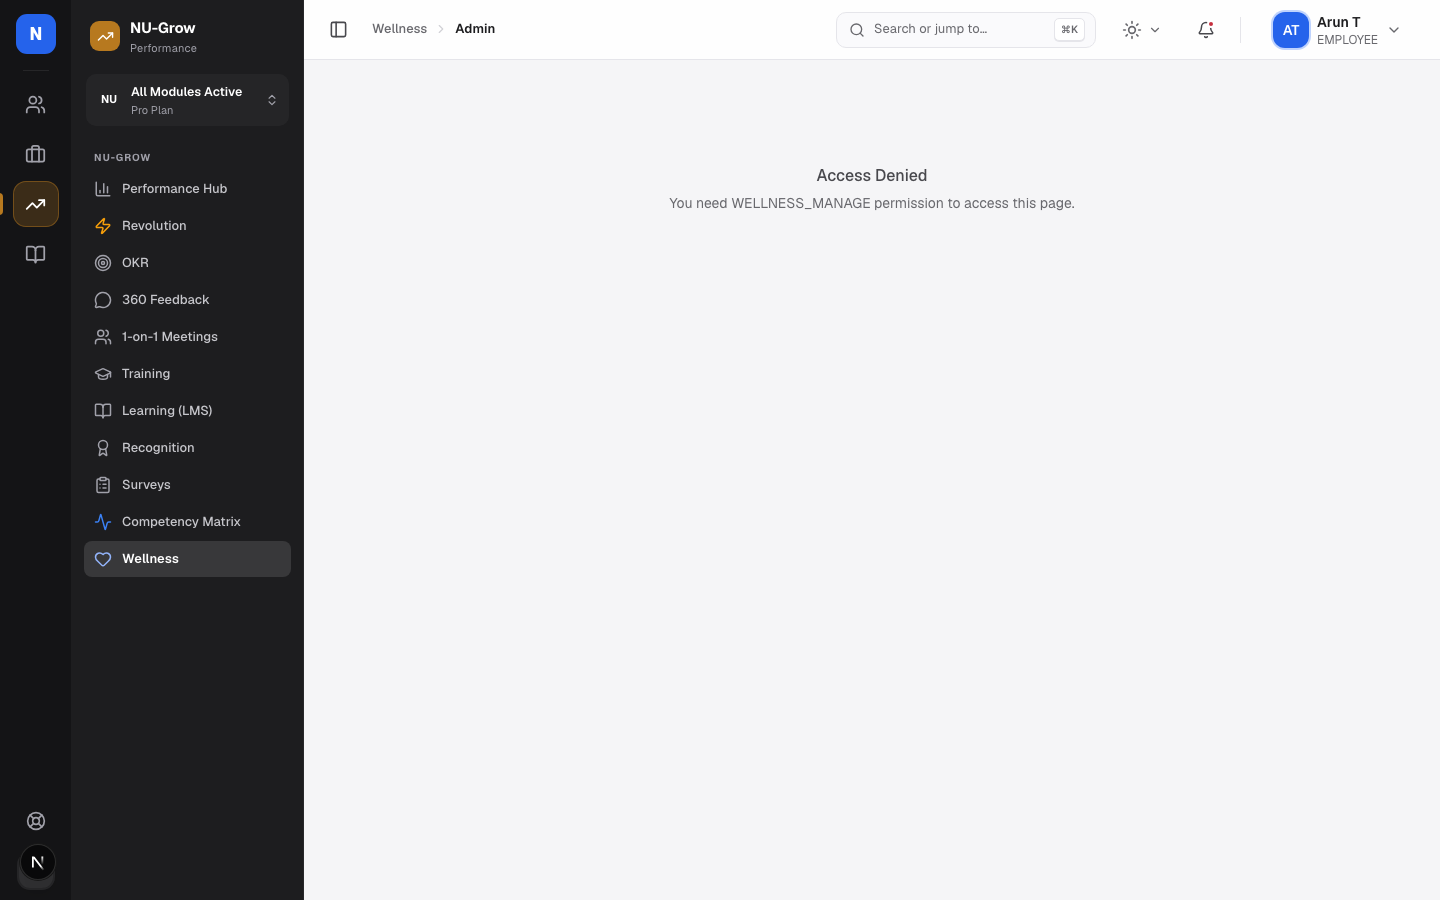 N
NU-Grow
Performance
NU
All Modules Active
Pro Plan
NU-GROW
Performance Hub
Revolution
OKR
360 Feedback
1-on-1 Meetings
Training
Learning (LMS)
Recognition
Surveys
Competency Matrix
Wellness
N
Wellness > Admin
Search or jump to...
⌘K
AT
Arun T
EMPLOYEE
Access Denied
You need WELLNESS_MANAGE permission to access this page.